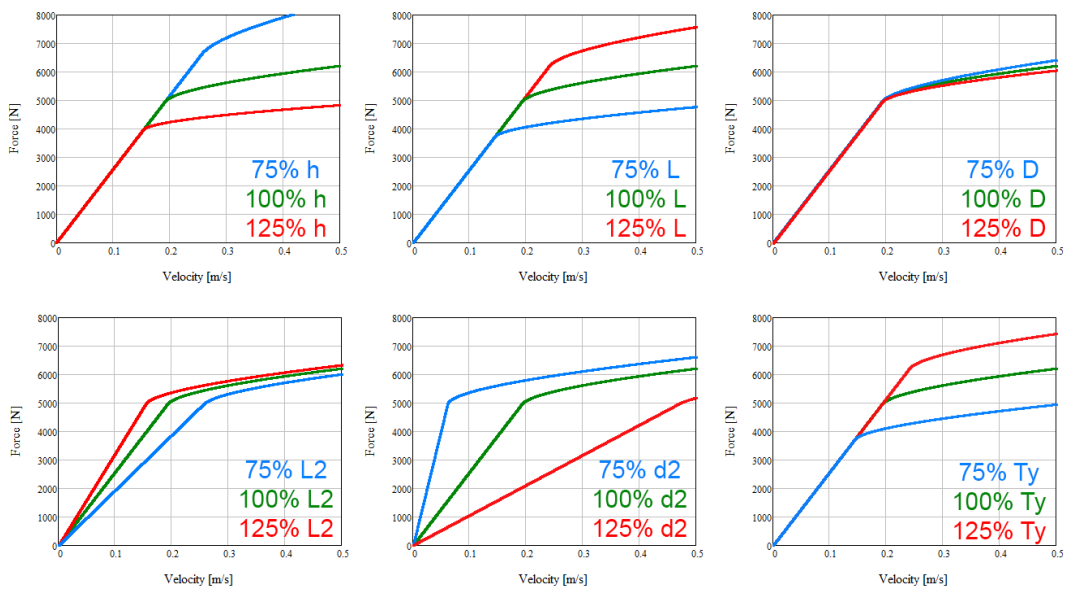 8000
7000
6000
5000
4000
3000
2000
1000
0
Force [N]
75% h
100% h
125% h
0 0.1 0.2 0.3 0.4 0.5
Velocity [m/s]
8000
7000
6000
5000
4000
3000
2000
1000
0
Force [N]
75% L
100% L
125% L
0 0.1 0.2 0.3 0.4 0.5
Velocity [m/s]
8000
7000
6000
5000
4000
3000
2000
1000
0
Force [N]
75% D
100% D
125% D
0 0.1 0.2 0.3 0.4 0.5
Velocity [m/s]
8000
7000
6000
5000
4000
3000
2000
1000
0
Force [N]
75% L2
100% L2
125% L2
0 0.1 0.2 0.3 0.4 0.5
Velocity [m/s]
8000
7000
6000
5000
4000
3000
2000
1000
0
Force [N]
75% d2
100% d2
125% d2
0 0.1 0.2 0.3 0.4 0.5
Velocity [m/s]
8000
7000
6000
5000
4000
3000
2000
1000
0
Force [N]
75% Ty
100% Ty
125% Ty
0 0.1 0.2 0.3 0.4 0.5
Velocity [m/s]